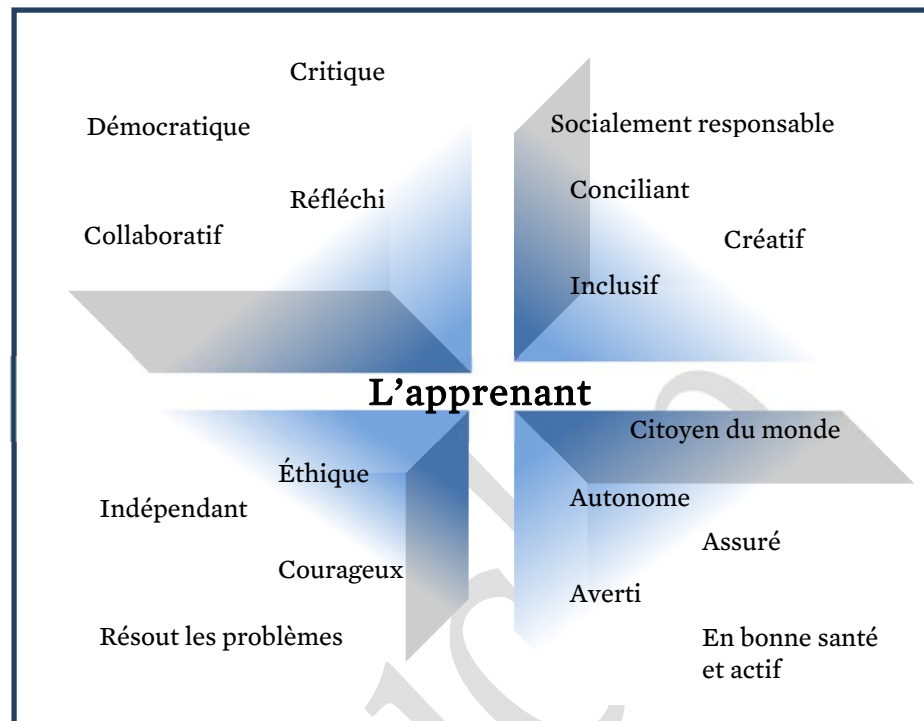 Critique
Démocratique
Réfléchi
Collaboratif
Socialement responsable
Conciliant
Créatif
Inclusif
L’apprenant
Éthique
Indépendant
Courageux
Résout les problèmes
Citoyen du monde
Autonome
Assuré
Averti
En bonne santé
et actif